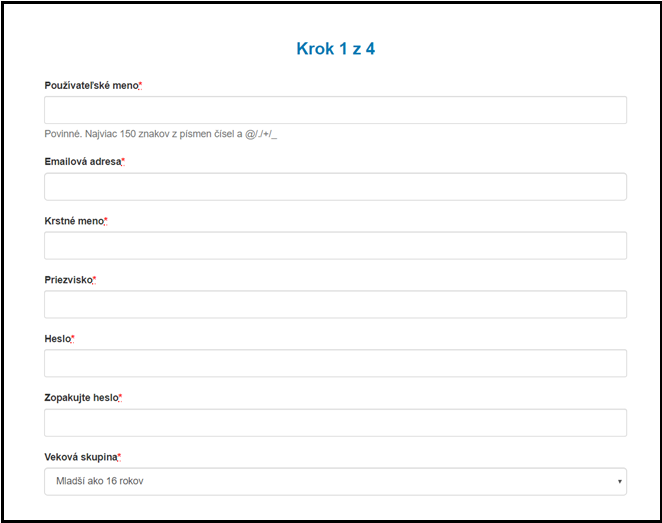 Krok 1 z 4
Používateľské meno*
Povinné. Najviac 150 znakov z písmen čísel a @/./+/_
Emailová adresa*
Krstné meno*
Priezvisko*
Heslo*
Zopakujte heslo*
Veková skupina*
Mladší ako 16 rokov